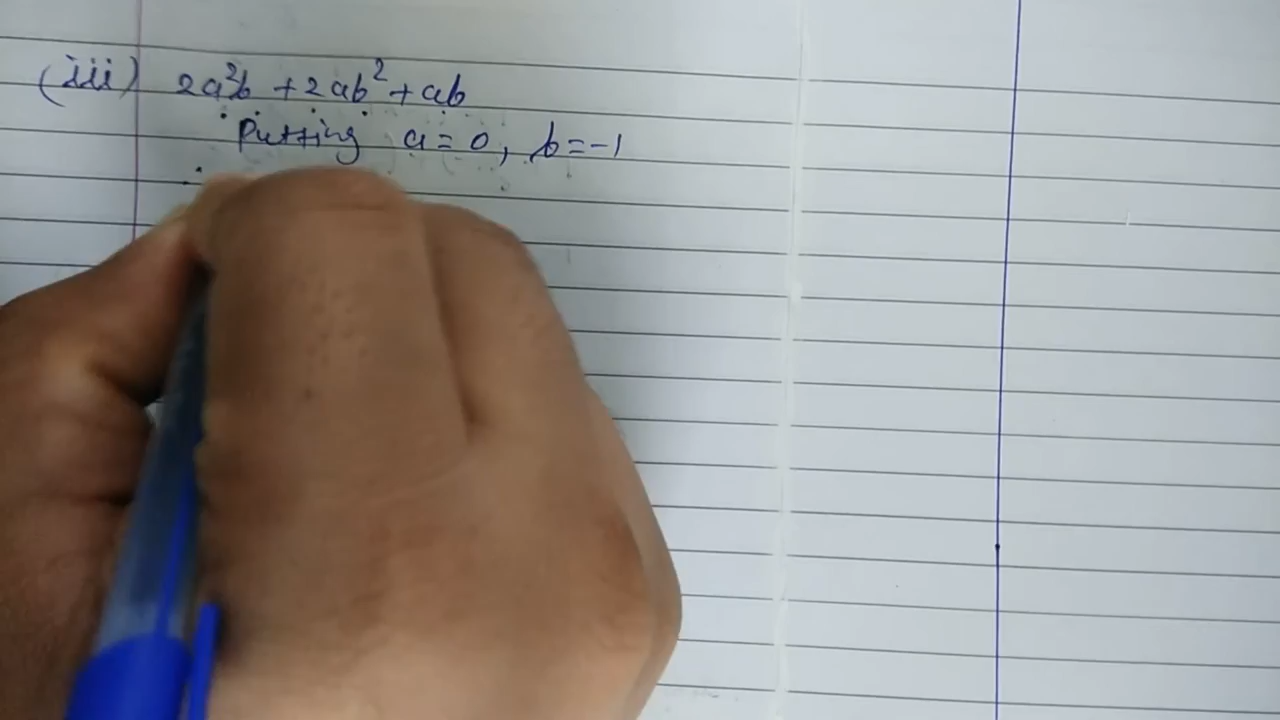 (iii) 2a²b + 2ab² + ab
Putting a = 0, b = -1